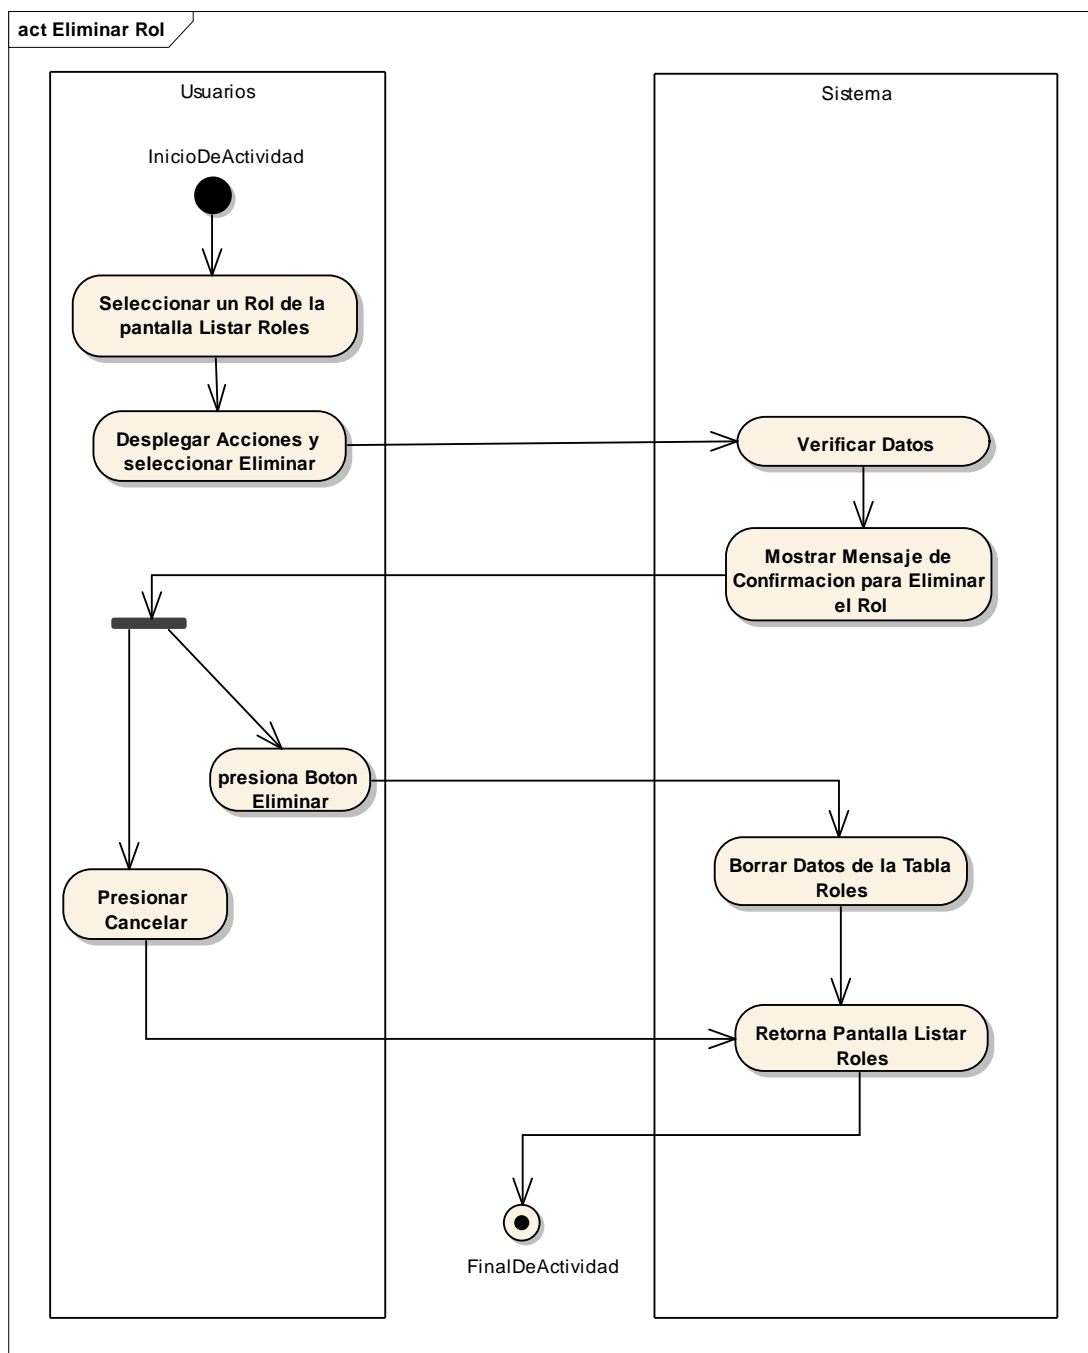 act Eliminar Rol
Usuarios
Sistema
InicioDeActividad
Seleccionar un Rol de la
pantalla Listar Roles
Desplegar Acciones y
seleccionar Eliminar
Verificar Datos
Mostrar Mensaje de
Confirmacion para Eliminar
el Rol
presiona Boton
Eliminar
Presionar
Cancelar
Borrar Datos de la Tabla
Roles
Retorna Pantalla Listar
Roles
FinalDeActividad